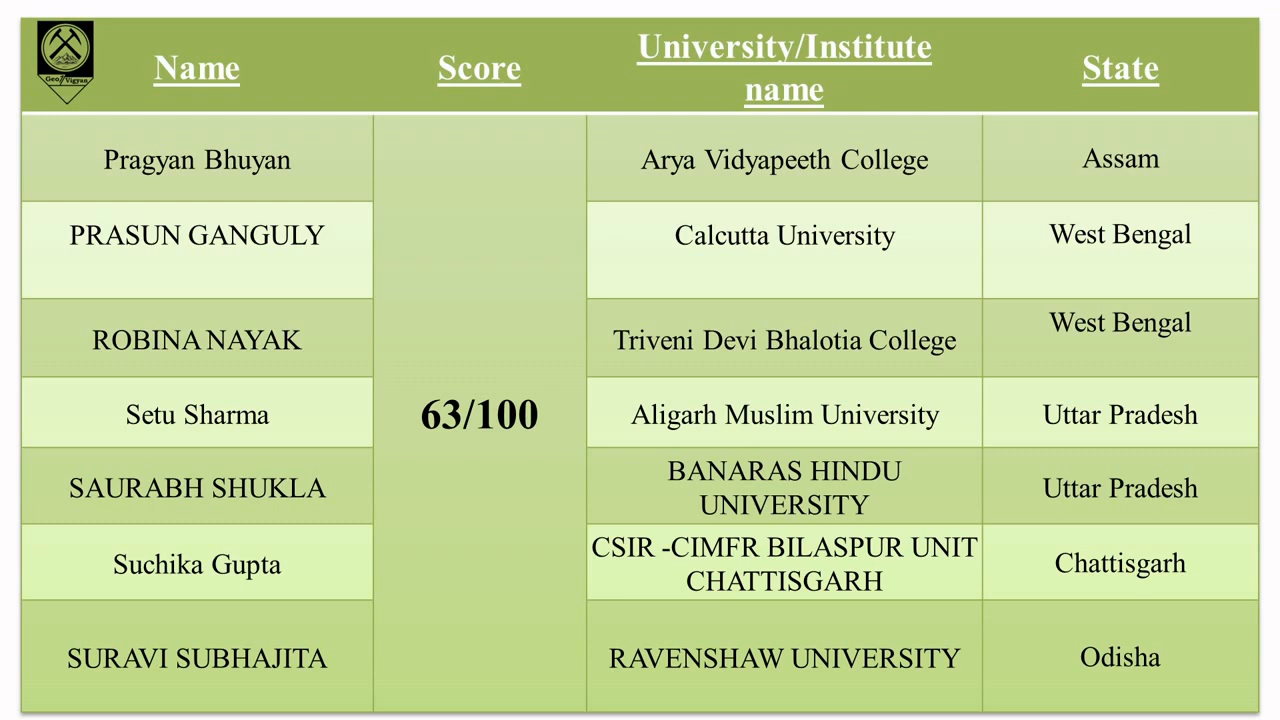 Geo Vigyan
Name
Score
University/Institute
name
State
Pragyan Bhuyan
Arya Vidyapeeth College
Assam
PRASUN GANGULY
Calcutta University
West Bengal
ROBINA NAYAK
Triveni Devi Bhalotia College
West Bengal
Setu Sharma
63/100
Aligarh Muslim University
Uttar Pradesh
SAURABH SHUKLA
BANARAS HINDU
UNIVERSITY
Uttar Pradesh
Suchika Gupta
CSIR -CIMFR BILASPUR UNIT
CHATTISGARH
Chattisgarh
SURAVI SUBHAJITA
RAVENSHAW UNIVERSITY
Odisha